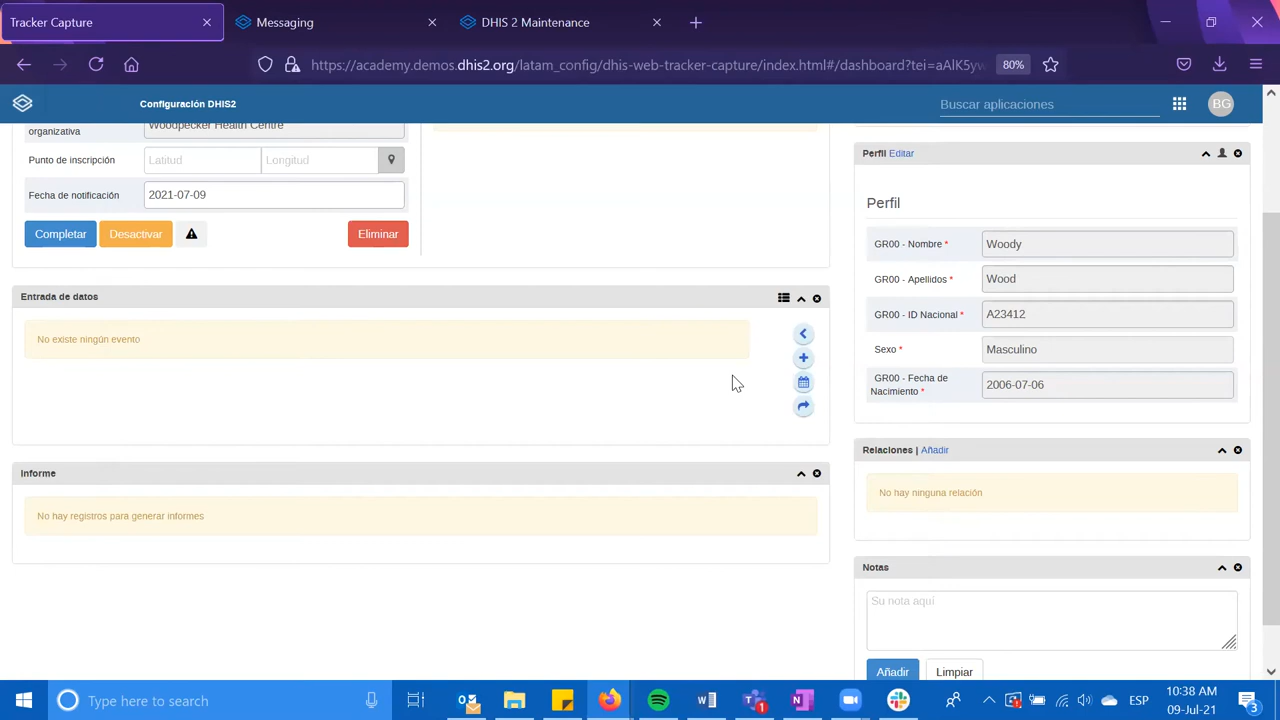 Tracker Capture
Messaging
DHIS 2 Maintenance
https://academy.demos.dhis2.org/latam_config/dhis-web-tracker-capture/index.html#/dashboard?tei=aAlK5yw
80%
Configuración DHIS2
Buscar aplicaciones
BG
organizativa
Woodpecker Health Centre
Punto de inscripción
Latitud
Longitud
Fecha de notificación
2021-07-09
Completar
Desactivar
Eliminar
Entrada de datos
No existe ningún evento
Informe
No hay registros para generar informes
Perfil Editar
Perfil
GR00 - Nombre *
Woody
GR00 - Apellidos *
Wood
GR00 - ID Nacional *
A23412
Sexo *
Masculino
GR00 - Fecha de
Nacimiento *
2006-07-06
Relaciones | Añadir
No hay ninguna relación
Notas
Su nota aquí
Añadir
Limpiar
Type here to search
1
ESP
10:38 AM
09-Jul-21
3